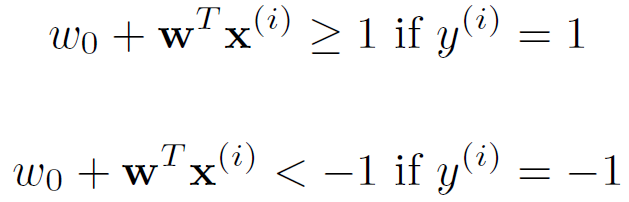 w₀ + 𝐰ᵀ𝐱⁽ⁱ⁾ ≥ 1 if y⁽ⁱ⁾ = 1
w₀ + 𝐰ᵀ𝐱⁽ⁱ⁾ < −1 if y⁽ⁱ⁾ = −1